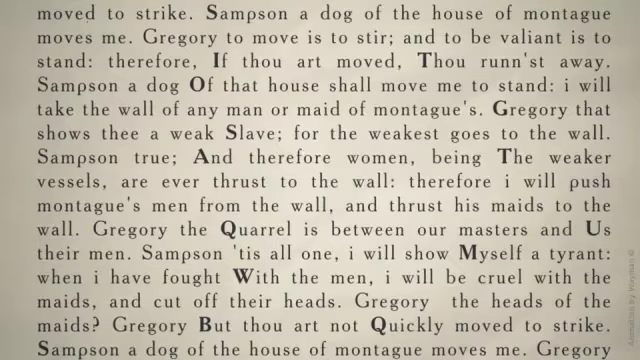 moved to strike. Sampson a dog of the house of montague
moves me. Gregory to move is to stir; and to be valiant is to
stand: therefore, If thou art moved, Thou runn'st away.
Sampson a dog Of that house shall move me to stand: i will
take the wall of any man or maid of montague's. Gregory that
shows thee a weak Slave; for the weakest goes to the wall.
Sampson true; And therefore women, being The weaker
vessels, are ever thrust to the wall: therefore i will push
montague's men from the wall, and thrust his maids to the
wall. Gregory the Quarrel is between our masters and Us
their men. Sampson 'tis all one, i will show Myself a tyrant:
when i have fought With the men, i will be cruel with the
maids, and cut off their heads. Gregory the heads of the
maids? Gregory But thou art not Quickly moved to strike.
Sampson a dog of the house of montague moves me. Gregory